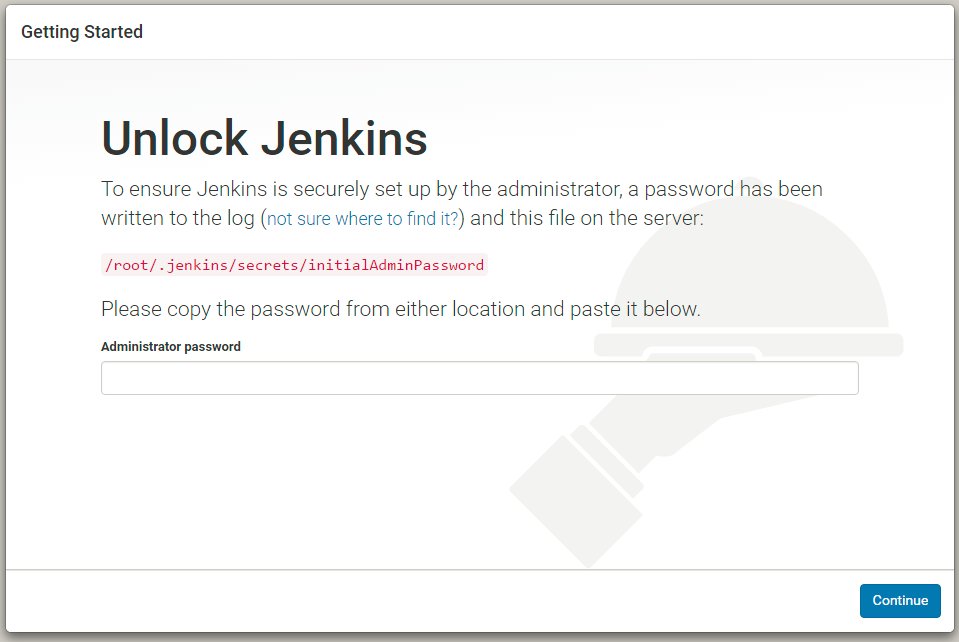 Getting Started
Unlock Jenkins
To ensure Jenkins is securely set up by the administrator, a password has been
written to the log (not sure where to find it?) and this file on the server:
/root/.jenkins/secrets/initialAdminPassword
Please copy the password from either location and paste it below.
Administrator password
Continue